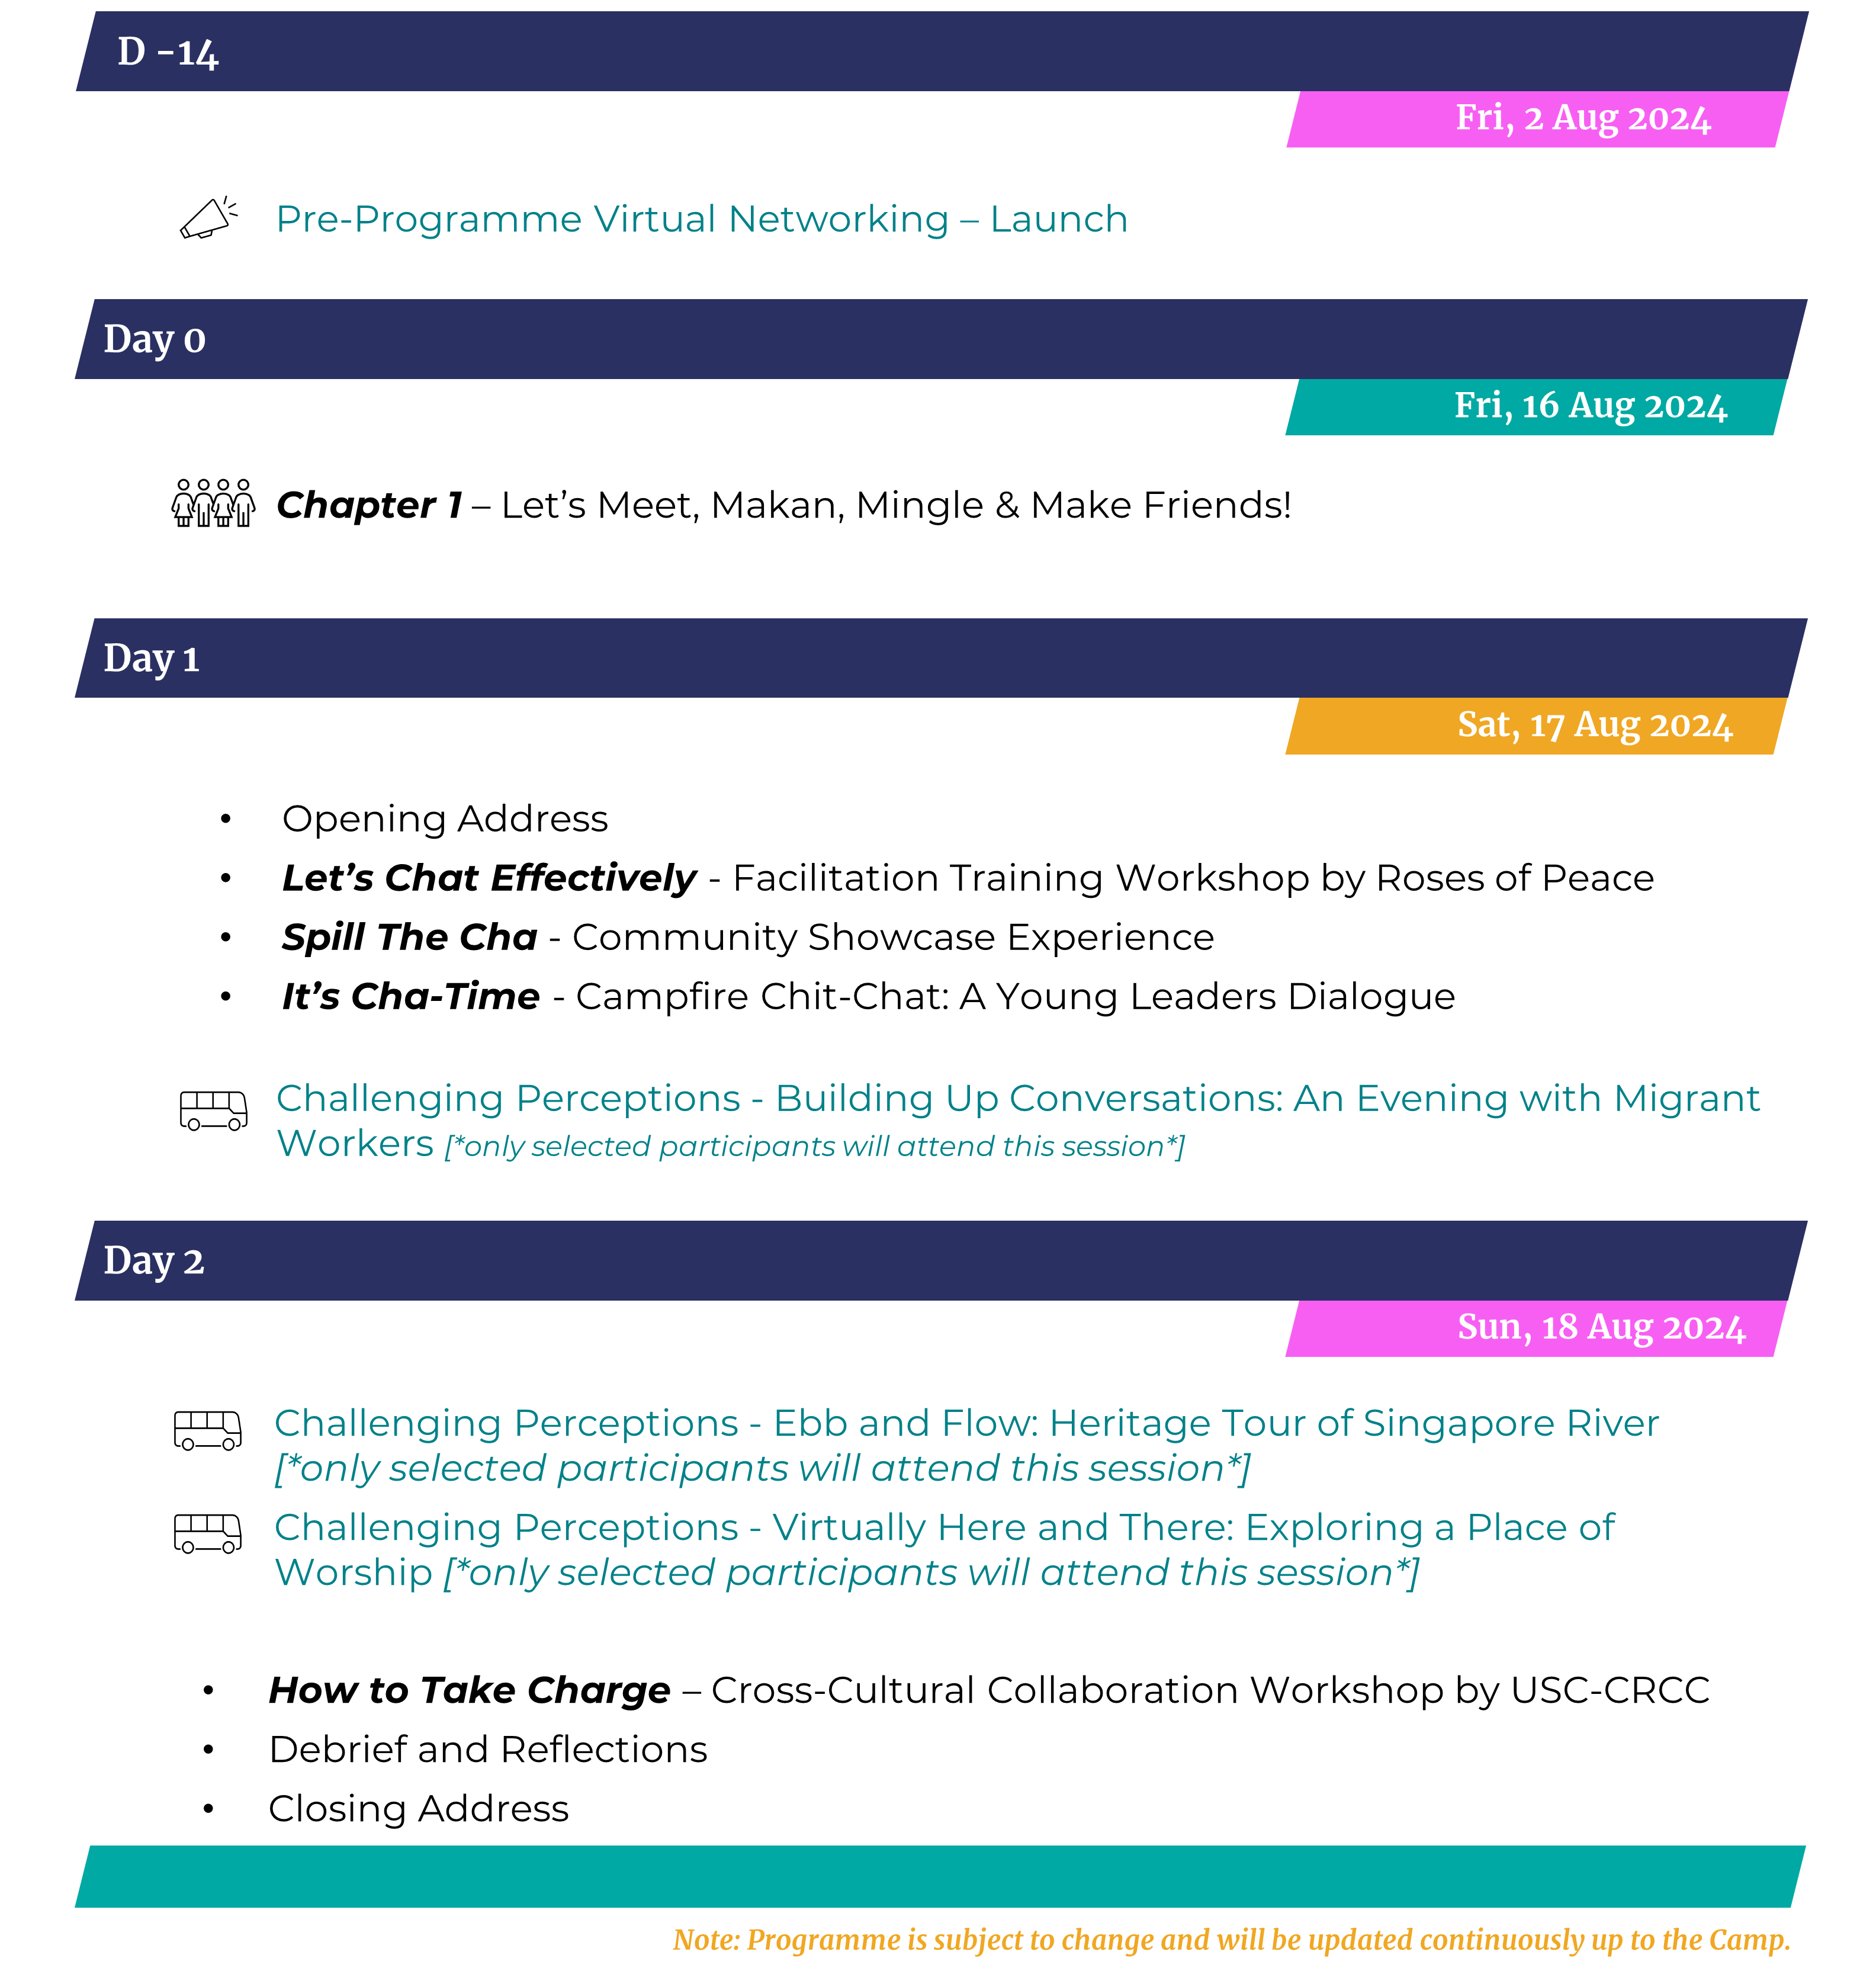 D -14
Fri, 2 Aug 2024
Pre-Programme Virtual Networking – Launch
Day 0
Fri, 16 Aug 2024
Chapter 1 – Let’s Meet, Makan, Mingle & Make Friends!
Day 1
Sat, 17 Aug 2024
• Opening Address
• Let’s Chat Effectively - Facilitation Training Workshop by Roses of Peace
• Spill The Cha - Community Showcase Experience
• It’s Cha-Time - Campfire Chit-Chat: A Young Leaders Dialogue
Challenging Perceptions - Building Up Conversations: An Evening with Migrant
Workers [*only selected participants will attend this session*]
Day 2
Sun, 18 Aug 2024
Challenging Perceptions - Ebb and Flow: Heritage Tour of Singapore River
[*only selected participants will attend this session*]
Challenging Perceptions - Virtually Here and There: Exploring a Place of
Worship [*only selected participants will attend this session*]
• How to Take Charge – Cross-Cultural Collaboration Workshop by USC-CRCC
• Debrief and Reflections
• Closing Address
Note: Programme is subject to change and will be updated continuously up to the Camp.